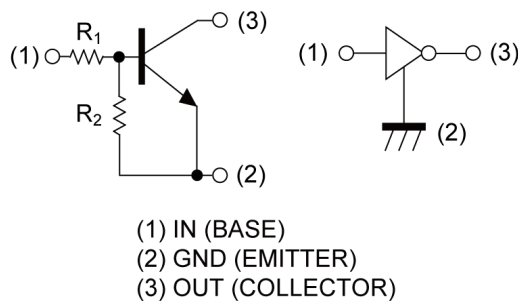 (3)
R₁
(1)
R₂
(2)
(1)
(3)
(2)
(1) IN (BASE)
(2) GND (EMITTER)
(3) OUT (COLLECTOR)